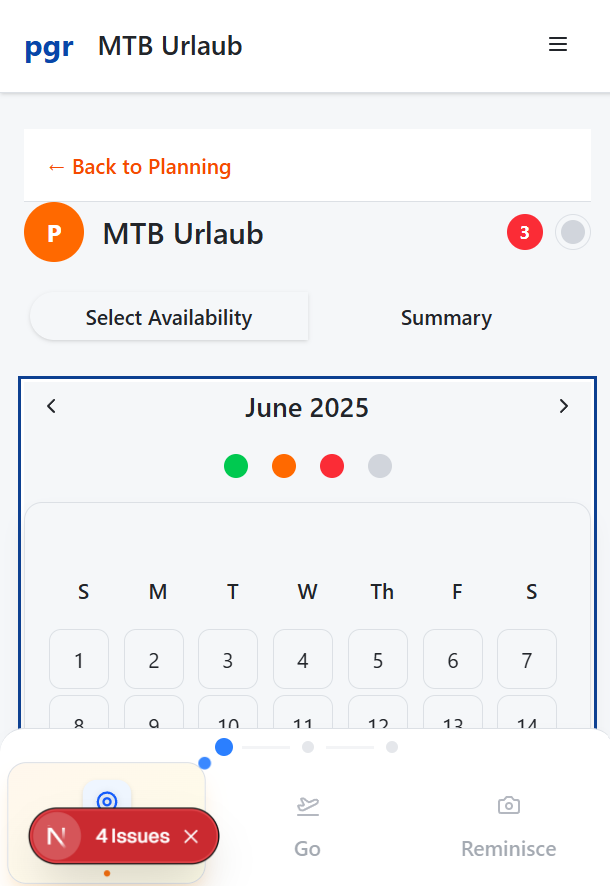 pgr MTB Urlaub
← Back to Planning
P MTB Urlaub 3
Select Availability Summary
June 2025
S M T W Th F S
1 2 3 4 5 6 7
8 9 10 11 12 13 14
N 4 Issues
Go Reminisce